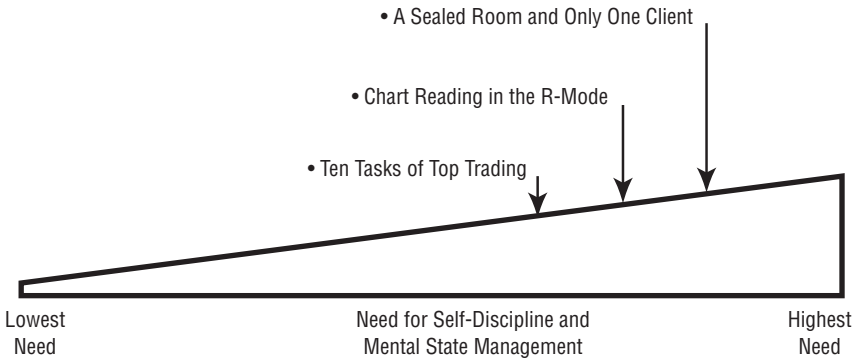 • A Sealed Room and Only One Client
• Chart Reading in the R-Mode
• Ten Tasks of Top Trading
Lowest
Need
Need for Self-Discipline and
Mental State Management
Highest
Need